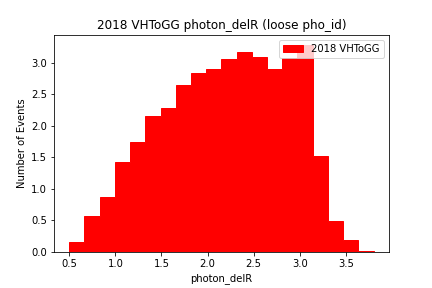 2018 VHToGG photon_delR (loose pho_id)
2018 VHToGG
Number of Events
3.0
2.5
2.0
1.5
1.0
0.5
0.0
0.5 1.0 1.5 2.0 2.5 3.0 3.5
photon_delR